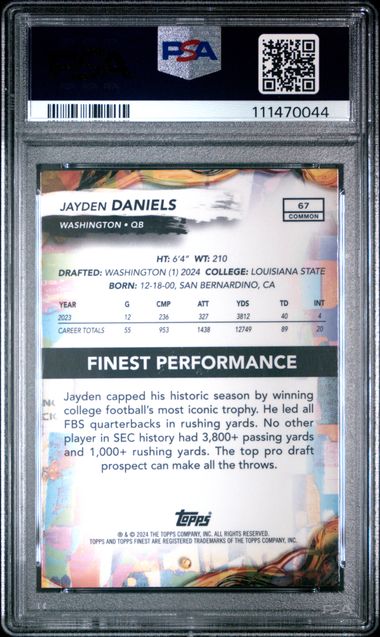 PSA
111470044
JAYDEN DANIELS
WASHINGTON • QB
67
COMMON
HT: 6'4" WT: 210
DRAFTED: WASHINGTON (1) 2024 COLLEGE: LOUISIANA STATE
BORN: 12-18-00, SAN BERNARDINO, CA
YEAR G CMP ATT YDS TD INT
2023 12 236 327 3812 40 4
CAREER TOTALS 55 953 1438 12749 89 20
FINEST PERFORMANCE
Jayden capped his historic season by winning
college football's most iconic trophy. He led all
FBS quarterbacks in rushing yards. No other
player in SEC history had 3,800+ passing yards
and 1,000+ rushing yards. The top pro draft
prospect can make all the throws.
Topps
® & © 2024 THE TOPPS COMPANY, INC. ALL RIGHTS RESERVED.
TOPPS AND TOPPS FINEST ARE REGISTERED TRADEMARKS OF THE TOPPS COMPANY, INC.
PSA